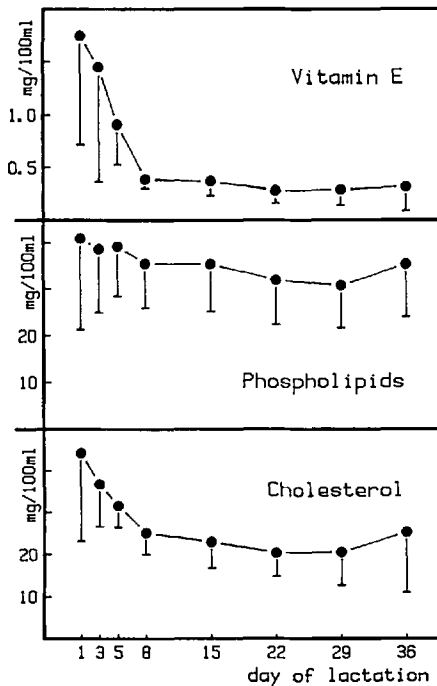 mg/100ml
Vitamin E
1.0
0.5
mg/100ml
20
10
Phospholipids
mg/100ml
Cholesterol
20
10
1 3 5 8 15 22 29 36
day of lactation